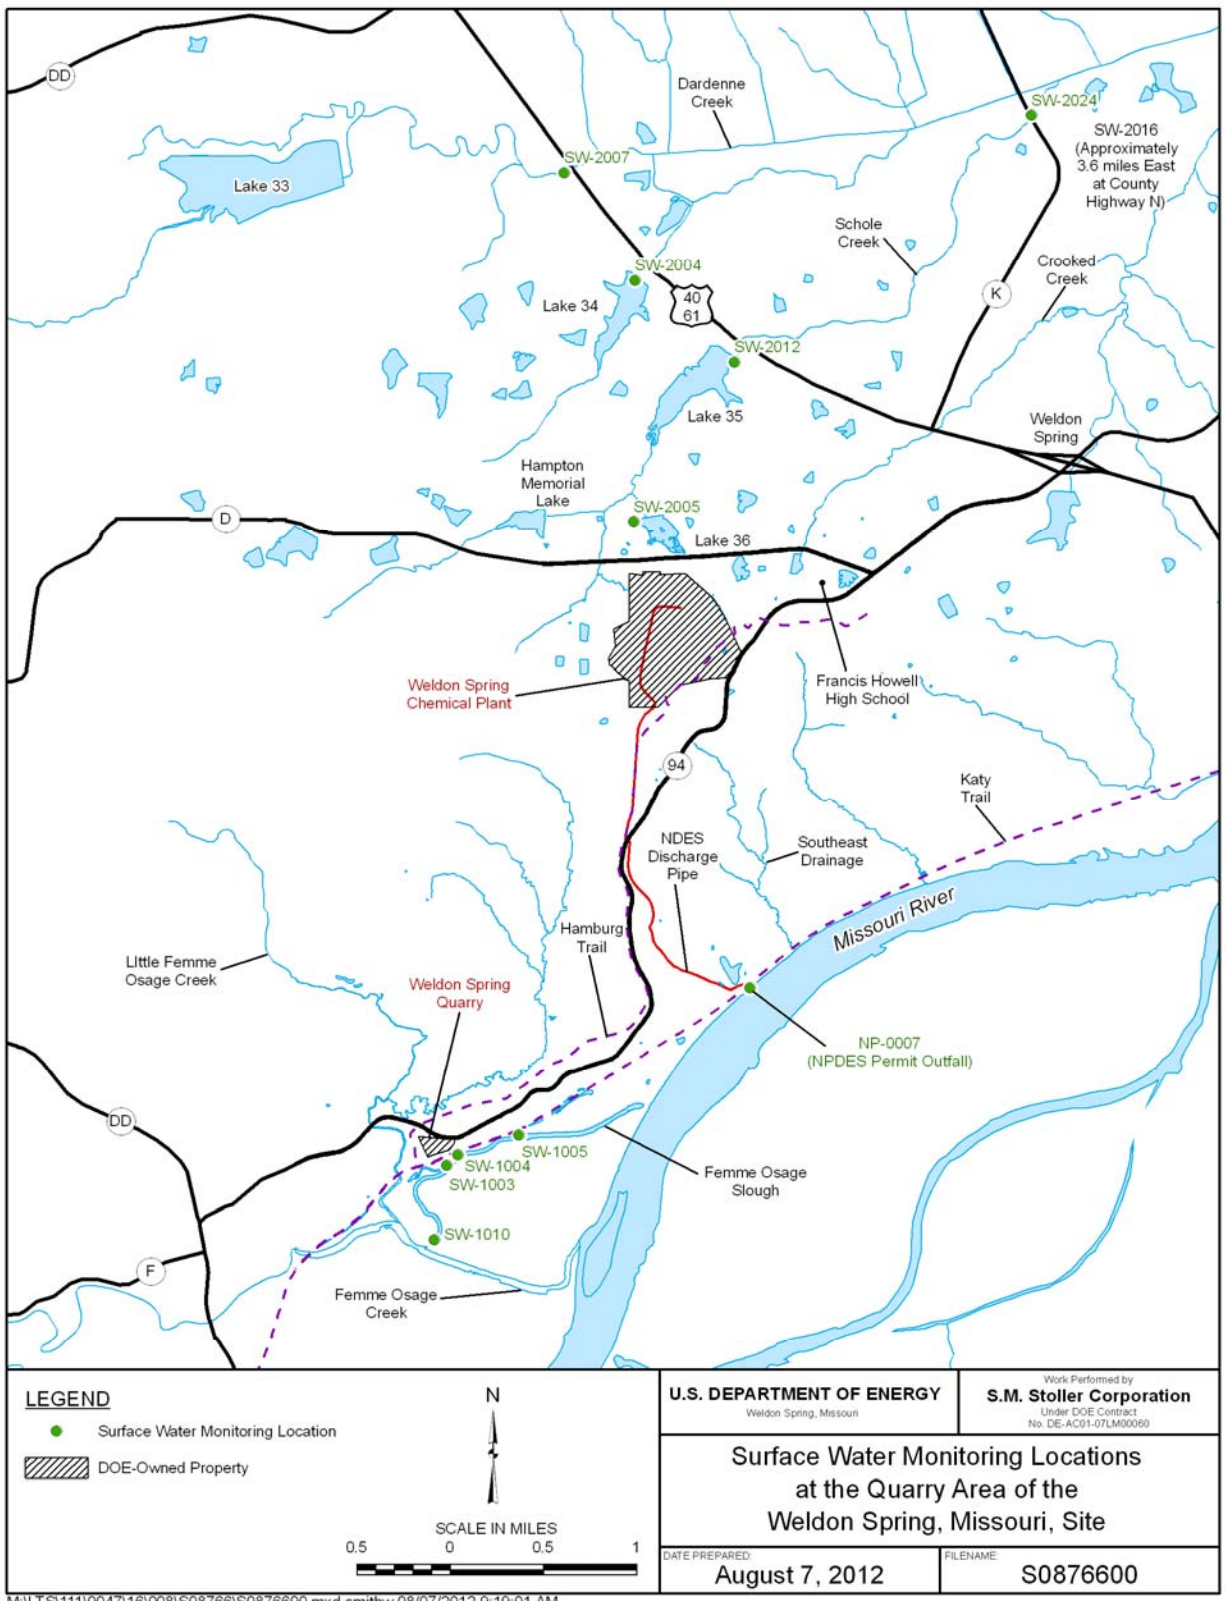 DD
Dardenne
Creek
SW-2024
SW-2016
(Approximately
3.6 miles East
at County
Highway N)
SW-2007
Lake 33
Schole
Creek
Crooked
Creek
SW-2004
Lake 34
40
61
K
SW-2012
Lake 35
Weldon
Spring
Hampton
Memorial
Lake
SW-2005
D
Lake 36
Weldon Spring
Chemical Plant
Francis Howell
High School
94
Katy
Trail
NDES
Discharge
Pipe
Southeast
Drainage
Missouri River
Hamburg
Trail
LIttle Femme
Osage Creek
Weldon Spring
Quarry
NP-0007
(NPDES Permit Outfall)
DD
SW-1005
SW-1004
SW-1003
Femme Osage
Slough
SW-1010
F
Femme Osage
Creek
LEGEND
Surface Water Monitoring Location
DOE-Owned Property
N
SCALE IN MILES
0.5 0 0.5 1
U.S. DEPARTMENT OF ENERGY
Weldon Spring, Missouri
Work Performed by
S.M. Stoller Corporation
Under DOE Contract
No. DE-AC01-07LM00060
Surface Water Monitoring Locations
at the Quarry Area of the
Weldon Spring, Missouri, Site
DATE PREPARED:
August 7, 2012
FILENAME:
S0876600